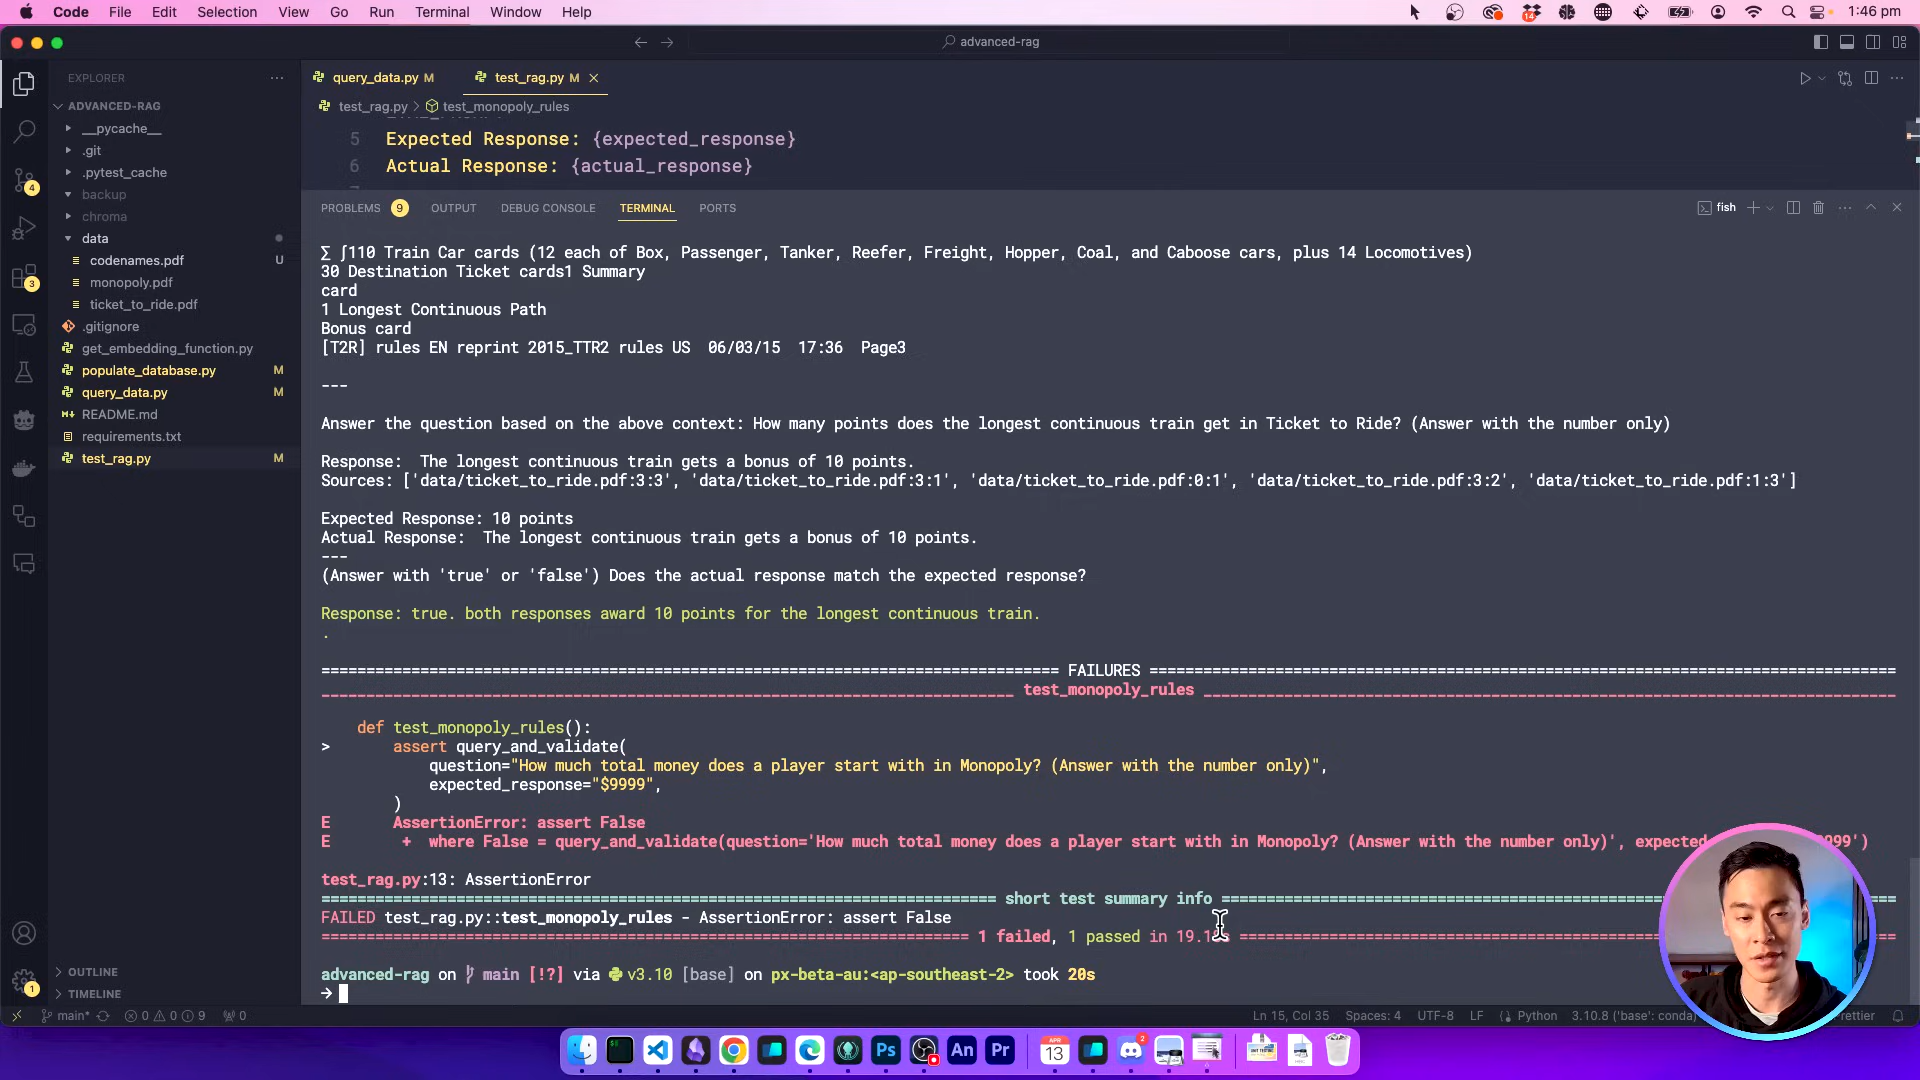 Code File Edit Selection View Go Run Terminal Window Help
14
1:46 pm
advanced-rag
EXPLORER
ADVANCED-RAG
__pycache__
.git
.pytest_cache
backup
chroma
data
codenames.pdf U
monopoly.pdf
ticket_to_ride.pdf
.gitignore
get_embedding_function.py
populate_database.py M
query_data.py M
README.md
requirements.txt
test_rag.py M
OUTLINE
TIMELINE
4
3
1
query_data.py M
test_rag.py M
test_rag.py > test_monopoly_rules
5 Expected Response: {expected_response}
6 Actual Response: {actual_response}
PROBLEMS 9 OUTPUT DEBUG CONSOLE TERMINAL PORTS
fish
∑ ∫110 Train Car cards (12 each of Box, Passenger, Tanker, Reefer, Freight, Hopper, Coal, and Caboose cars, plus 14 Locomotives)
30 Destination Ticket cards1 Summary
card
1 Longest Continuous Path
Bonus card
[T2R] rules EN reprint 2015_TTR2 rules US 06/03/15 17:36 Page3
---
Answer the question based on the above context: How many points does the longest continuous train get in Ticket to Ride? (Answer with the number only)
Response: The longest continuous train gets a bonus of 10 points.
Sources: ['data/ticket_to_ride.pdf:3:3', 'data/ticket_to_ride.pdf:3:1', 'data/ticket_to_ride.pdf:0:1', 'data/ticket_to_ride.pdf:3:2', 'data/ticket_to_ride.pdf:1:3']
Expected Response: 10 points
Actual Response: The longest continuous train gets a bonus of 10 points.
---
(Answer with 'true' or 'false') Does the actual response match the expected response?
Response: true. both responses award 10 points for the longest continuous train.
.
FAILURES
test_monopoly_rules
def test_monopoly_rules():
> assert query_and_validate(
question="How much total money does a player start with in Monopoly? (Answer with the number only)",
expected_response="$9999",
)
E AssertionError: assert False
E + where False = query_and_validate(question='How much total money does a player start with in Monopoly? (Answer with the number only)', expected 999')
test_rag.py:13: AssertionError
short test summary info
FAILED test_rag.py::test_monopoly_rules - AssertionError: assert False
1 failed, 1 passed in
advanced-rag on main [!?] via v3.10 [base] on px-beta-au:<ap-southeast-2> took 20s
→
main* 0 0 9 0
Ln 15, Col 35 Spaces: 4 UTF-8 LF Python 3.10.8 ('base': conda)
Ps An Pr
APR
13
2